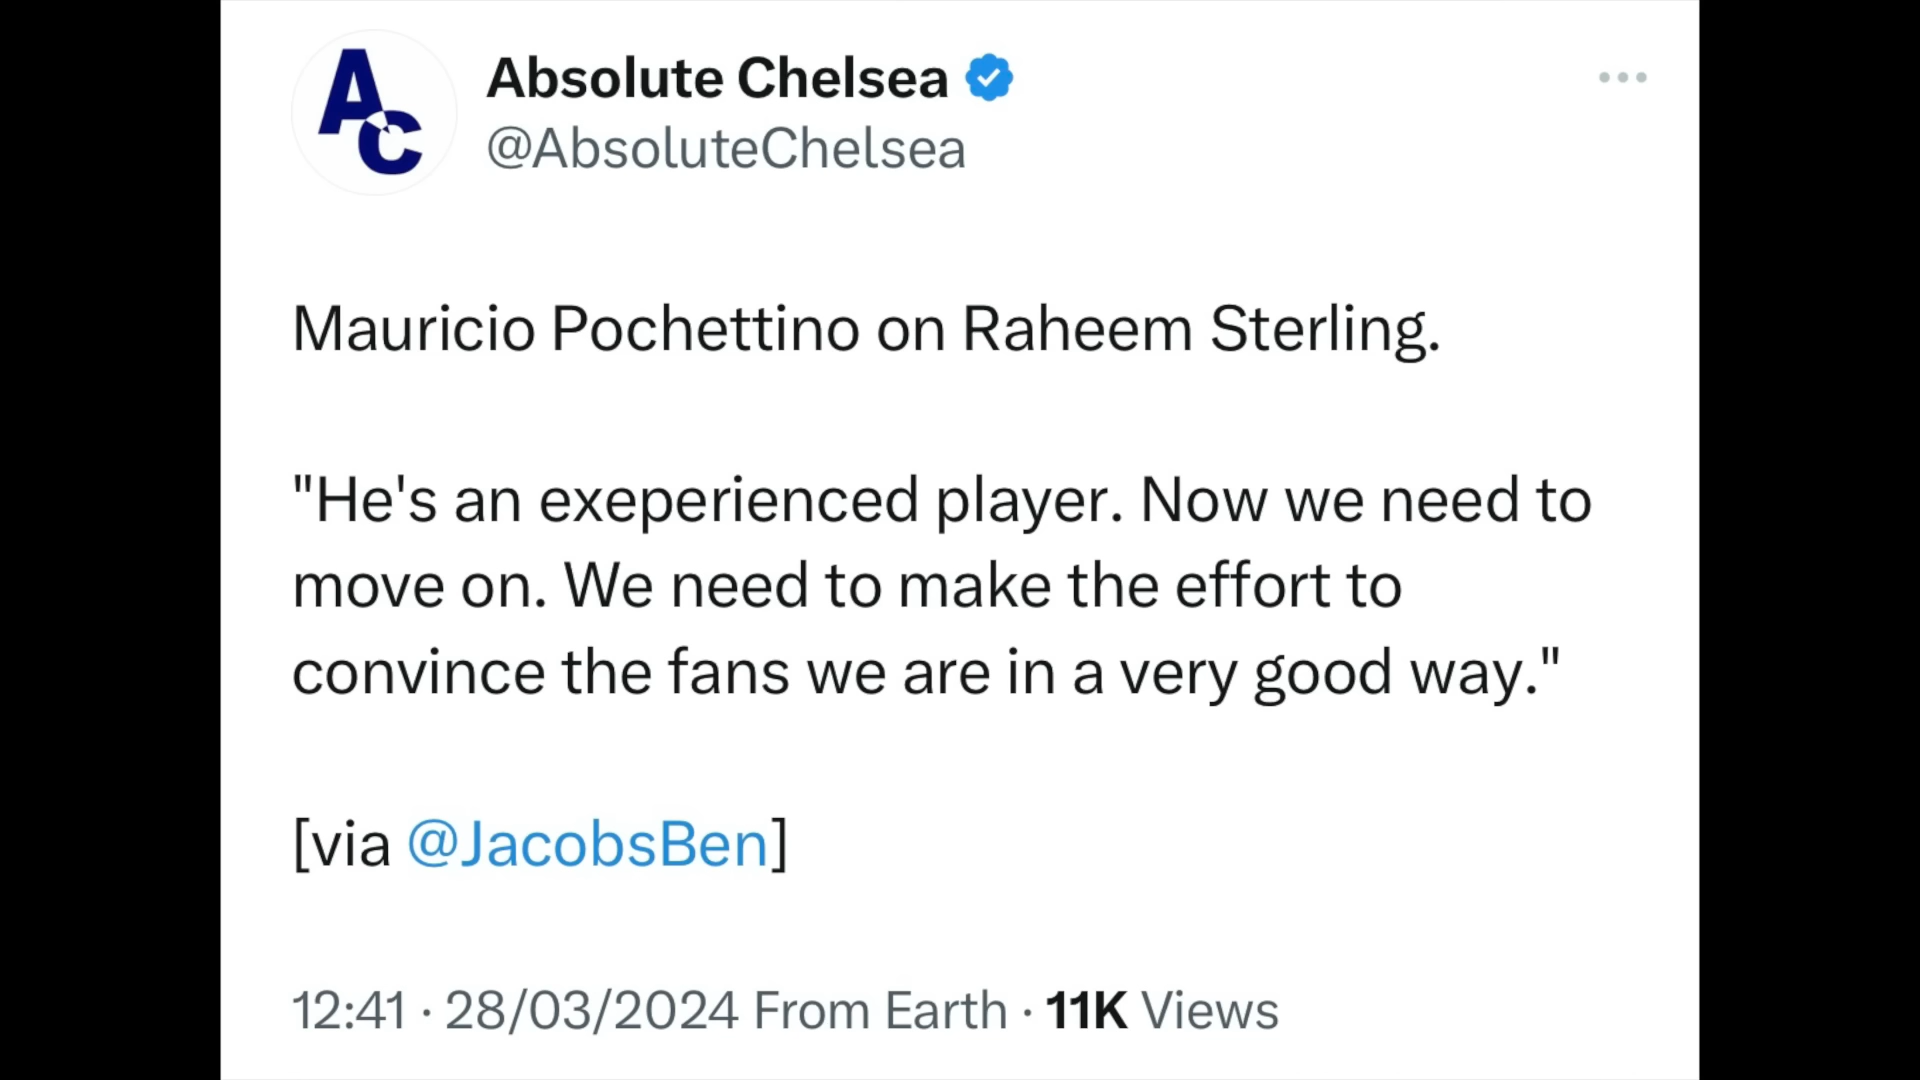 AC
Absolute Chelsea
@AbsoluteChelsea
Mauricio Pochettino on Raheem Sterling.
"He's an exeperienced player. Now we need to
move on. We need to make the effort to
convince the fans we are in a very good way."
[via @JacobsBen]
12:41 · 28/03/2024 From Earth · 11K Views